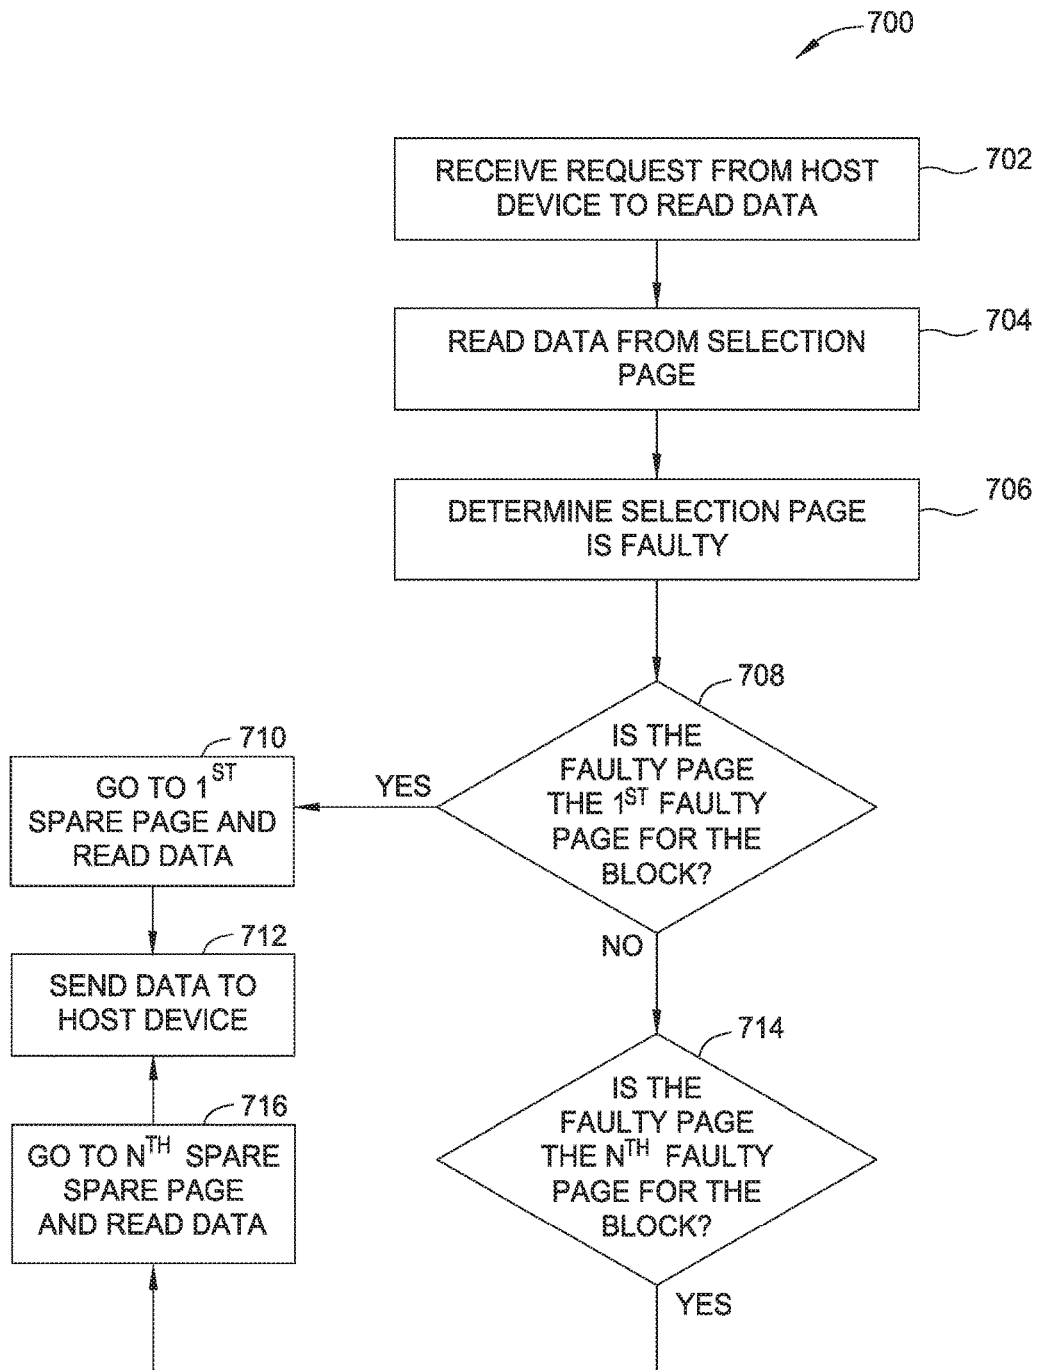 700
702
RECEIVE REQUEST FROM HOST
DEVICE TO READ DATA
704
READ DATA FROM SELECTION
PAGE
706
DETERMINE SELECTION PAGE
IS FAULTY
708
IS THE
FAULTY PAGE
THE 1ST FAULTY
PAGE FOR THE
BLOCK?
YES
710
GO TO 1ST
SPARE PAGE AND
READ DATA
712
SEND DATA TO
HOST DEVICE
NO
714
IS THE
FAULTY PAGE
THE NTH FAULTY
PAGE FOR THE
BLOCK?
716
GO TO NTH SPARE
SPARE PAGE
AND READ DATA
YES